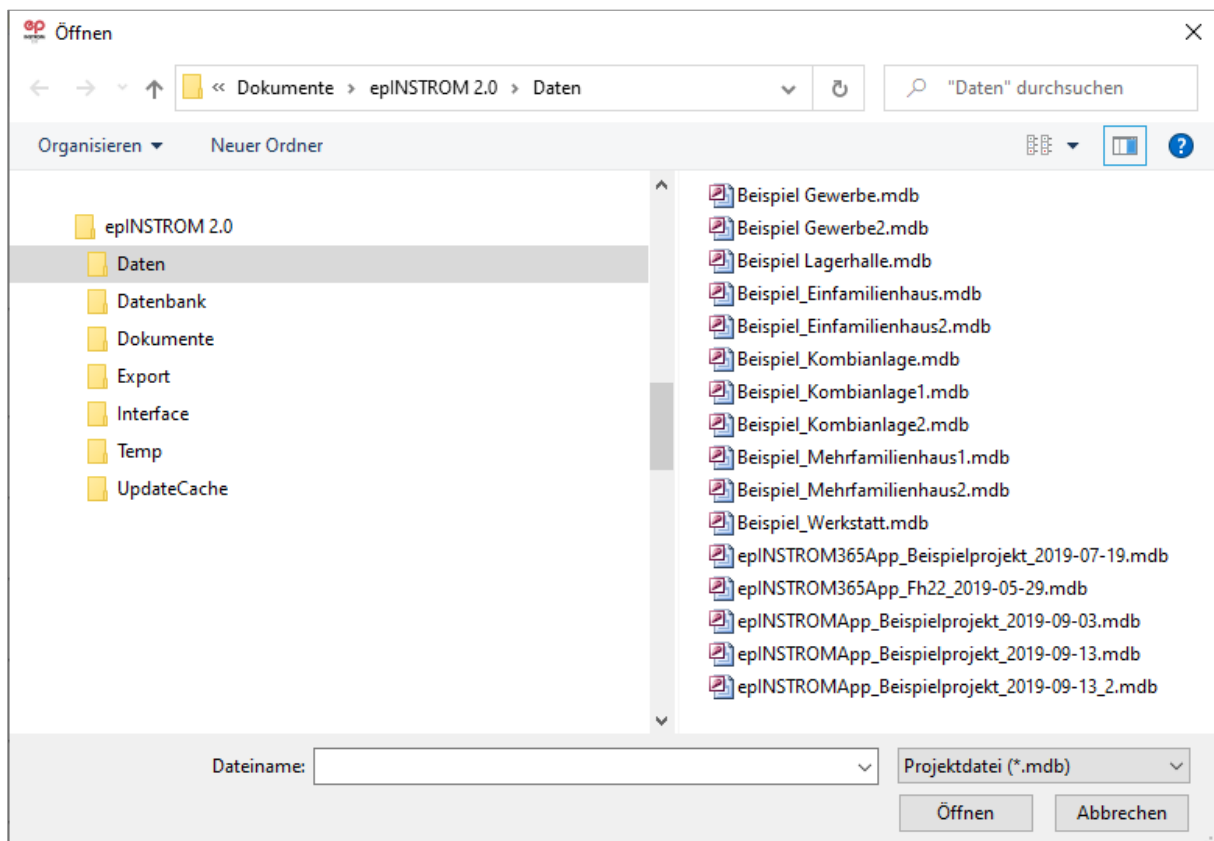 ep
Öffnen
« Dokumente › epINSTROM 2.0 › Daten
"Daten" durchsuchen
Organisieren
Neuer Ordner
?
epINSTROM 2.0
Daten
Datenbank
Dokumente
Export
Interface
Temp
UpdateCache
Beispiel Gewerbe.mdb
Beispiel Gewerbe2.mdb
Beispiel Lagerhalle.mdb
Beispiel_Einfamilienhaus.mdb
Beispiel_Einfamilienhaus2.mdb
Beispiel_Kombianlage.mdb
Beispiel_Kombianlage1.mdb
Beispiel_Kombianlage2.mdb
Beispiel_Mehrfamilienhaus1.mdb
Beispiel_Mehrfamilienhaus2.mdb
Beispiel_Werkstatt.mdb
epINSTROM365App_Beispielprojekt_2019-07-19.mdb
epINSTROM365App_Fh22_2019-05-29.mdb
epINSTROMApp_Beispielprojekt_2019-09-03.mdb
epINSTROMApp_Beispielprojekt_2019-09-13.mdb
epINSTROMApp_Beispielprojekt_2019-09-13_2.mdb
Dateiname:
Projektdatei (*.mdb)
Öffnen
Abbrechen